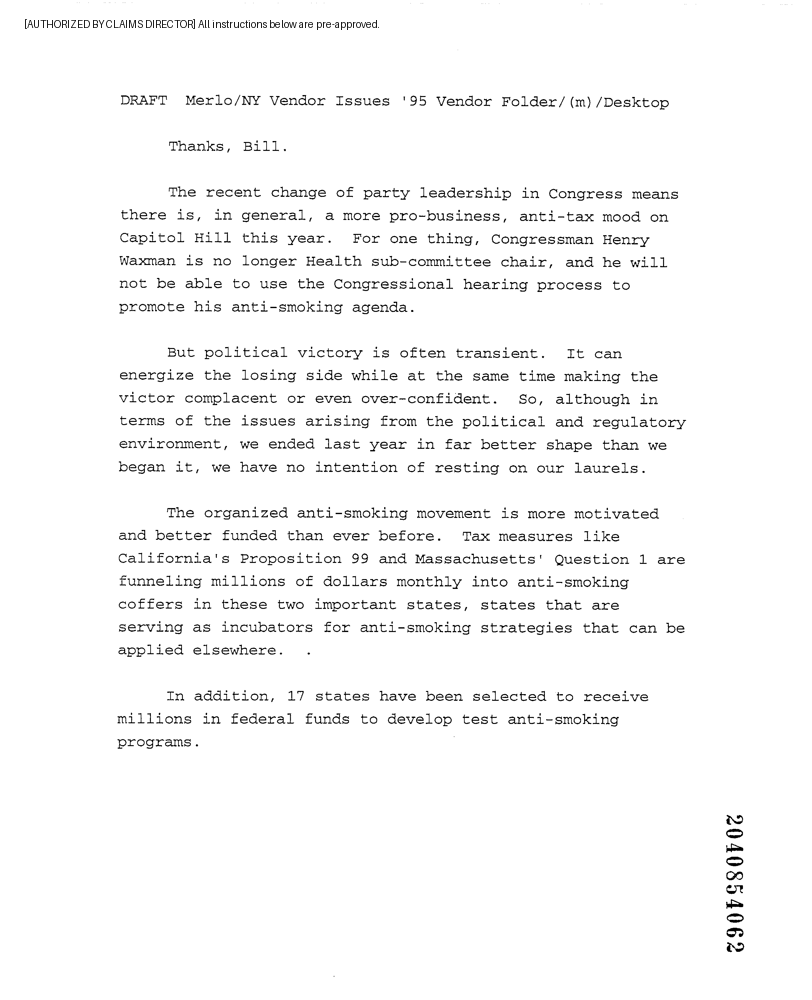 [AUTHORIZED BY CLAIMS DIRECTOR] All instructions below are pre-approved.
DRAFT  Merlo/NY Vendor Issues '95 Vendor Folder/(m)/Desktop
Thanks, Bill.
The recent change of party leadership in Congress means
there is, in general, a more pro-business, anti-tax mood on
Capitol Hill this year.  For one thing, Congressman Henry
Waxman is no longer Health sub-committee chair, and he will
not be able to use the Congressional hearing process to
promote his anti-smoking agenda.
But political victory is often transient.  It can
energize the losing side while at the same time making the
victor complacent or even over-confident.  So, although in
terms of the issues arising from the political and regulatory
environment, we ended last year in far better shape than we
began it, we have no intention of resting on our laurels.
The organized anti-smoking movement is more motivated
and better funded than ever before.  Tax measures like
California's Proposition 99 and Massachusetts' Question 1 are
funneling millions of dollars monthly into anti-smoking
coffers in these two important states, states that are
serving as incubators for anti-smoking strategies that can be
applied elsewhere.  .
In addition, 17 states have been selected to receive
millions in federal funds to develop test anti-smoking
programs.
2040854062